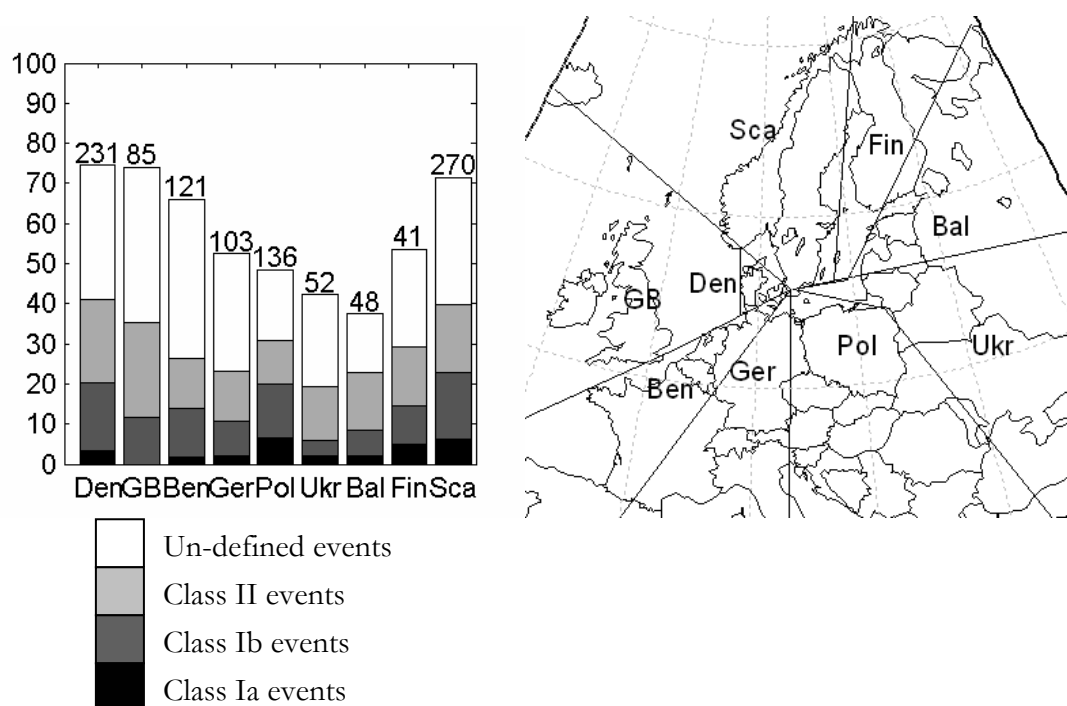 100
90
80
70
60
50
40
30
20
10
0
231
85
121
103
136
52
48
41
270
Den GB Ben Ger Pol Ukr Bal Fin Sca
Un-defined events
Class II events
Class Ib events
Class Ia events
Sca
Fin
Bal
Den
GB
Pol
Ukr
Ger
Ben